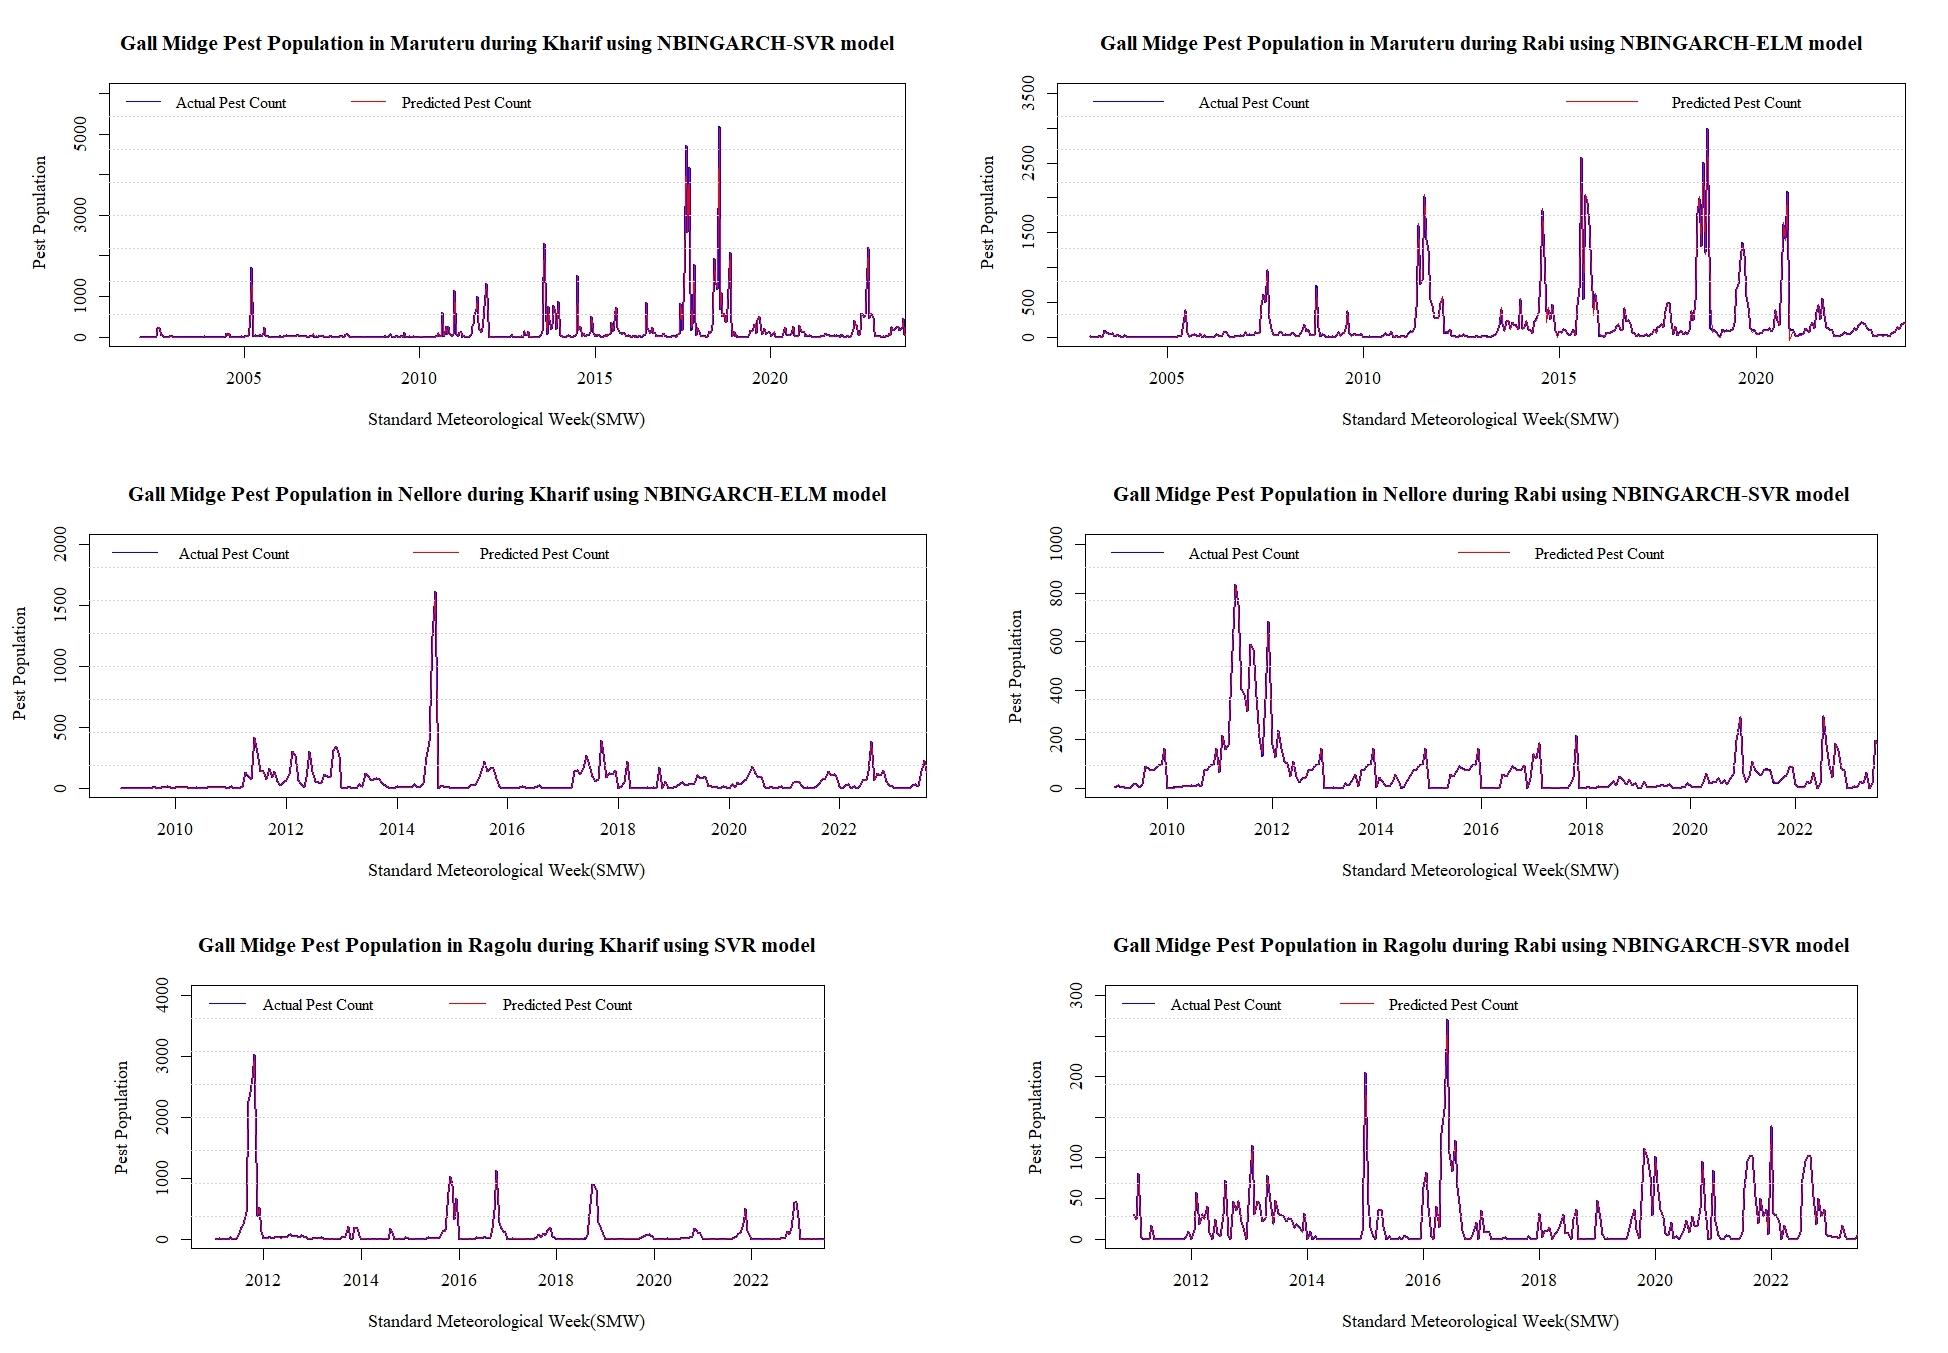 Gall Midge Pest Population in Maruteru during Kharif using NBINGARCH-SVR model
Actual Pest Count Predicted Pest Count
Pest Population
0 1000 3000 5000
2005 2010 2015 2020
Standard Meteorological Week(SMW)
Gall Midge Pest Population in Maruteru during Rabi using NBINGARCH-ELM model
Actual Pest Count Predicted Pest Count
Pest Population
0 500 1500 2500 3500
2005 2010 2015 2020
Standard Meteorological Week(SMW)
Gall Midge Pest Population in Nellore during Kharif using NBINGARCH-ELM model
Actual Pest Count Predicted Pest Count
Pest Population
0 500 1000 1500 2000
2010 2012 2014 2016 2018 2020 2022
Standard Meteorological Week(SMW)
Gall Midge Pest Population in Nellore during Rabi using NBINGARCH-SVR model
Actual Pest Count Predicted Pest Count
Pest Population
0 200 400 600 800 1000
2010 2012 2014 2016 2018 2020 2022
Standard Meteorological Week(SMW)
Gall Midge Pest Population in Ragolu during Kharif using SVR model
Actual Pest Count Predicted Pest Count
Pest Population
0 1000 2000 3000 4000
2012 2014 2016 2018 2020 2022
Standard Meteorological Week(SMW)
Gall Midge Pest Population in Ragolu during Rabi using NBINGARCH-SVR model
Actual Pest Count Predicted Pest Count
Pest Population
0 50 100 200 300
2012 2014 2016 2018 2020 2022
Standard Meteorological Week(SMW)